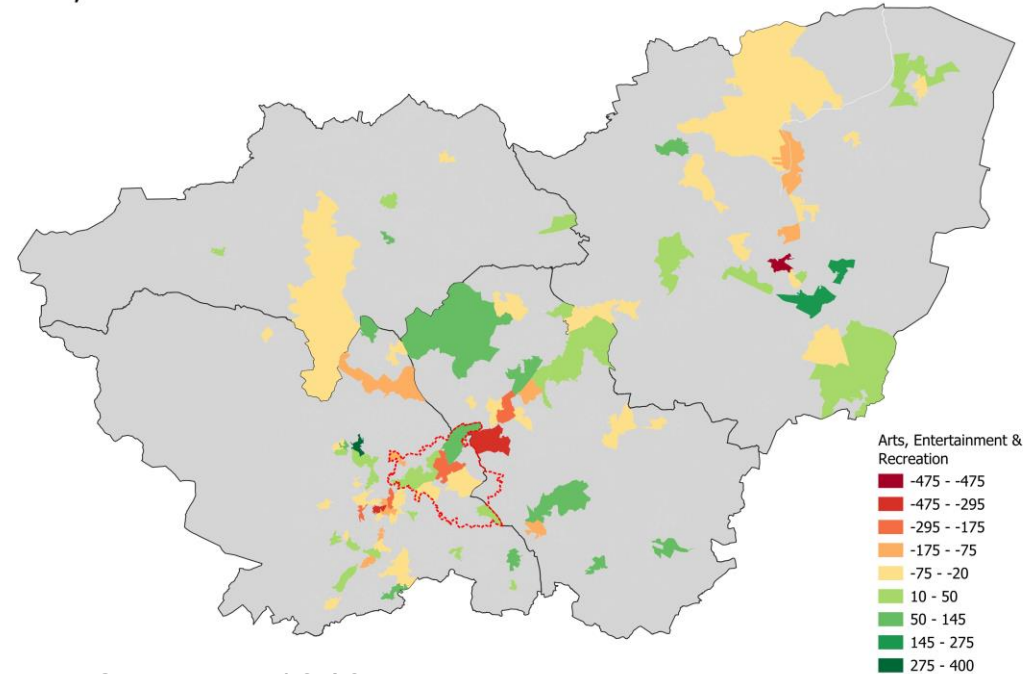 Arts, Entertainment &
Recreation
-475 - -475
-475 - -295
-295 - -175
-175 - -75
-75 - -20
10 - 50
50 - 145
145 - 275
275 - 400